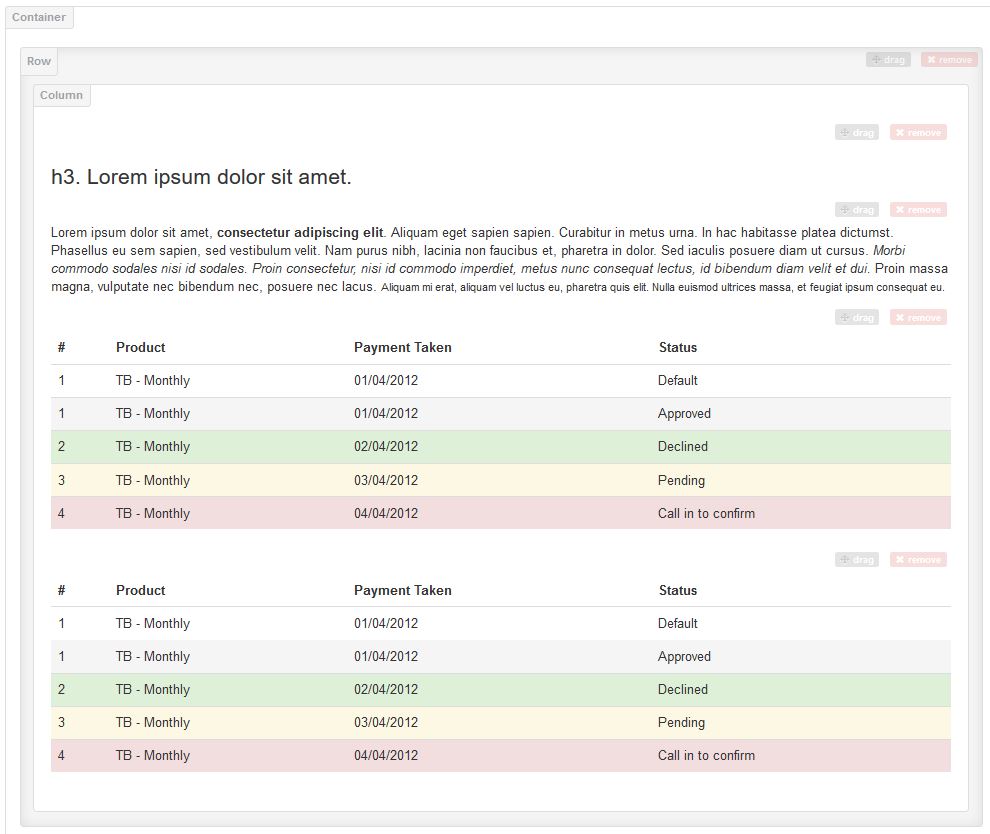 Container
Row drag remove
Column
drag remove
h3. Lorem ipsum dolor sit amet.
drag remove
Lorem ipsum dolor sit amet, consectetur adipiscing elit. Aliquam eget sapien sapien. Curabitur in metus urna. In hac habitasse platea dictumst.
Phasellus eu sem sapien, sed vestibulum velit. Nam purus nibh, lacinia non faucibus et, pharetra in dolor. Sed iaculis posuere diam ut cursus. Morbi
commodo sodales nisi id sodales. Proin consectetur, nisi id commodo imperdiet, metus nunc consequat lectus, id bibendum diam velit et dui. Proin massa
magna, vulputate nec bibendum nec, posuere nec lacus. Aliquam mi erat, aliquam vel luctus eu, pharetra quis elit. Nulla euismod ultrices massa, et feugiat ipsum consequat eu.
drag remove
# Product Payment Taken Status
1 TB - Monthly 01/04/2012 Default
1 TB - Monthly 01/04/2012 Approved
2 TB - Monthly 02/04/2012 Declined
3 TB - Monthly 03/04/2012 Pending
4 TB - Monthly 04/04/2012 Call in to confirm
drag remove
# Product Payment Taken Status
1 TB - Monthly 01/04/2012 Default
1 TB - Monthly 01/04/2012 Approved
2 TB - Monthly 02/04/2012 Declined
3 TB - Monthly 03/04/2012 Pending
4 TB - Monthly 04/04/2012 Call in to confirm